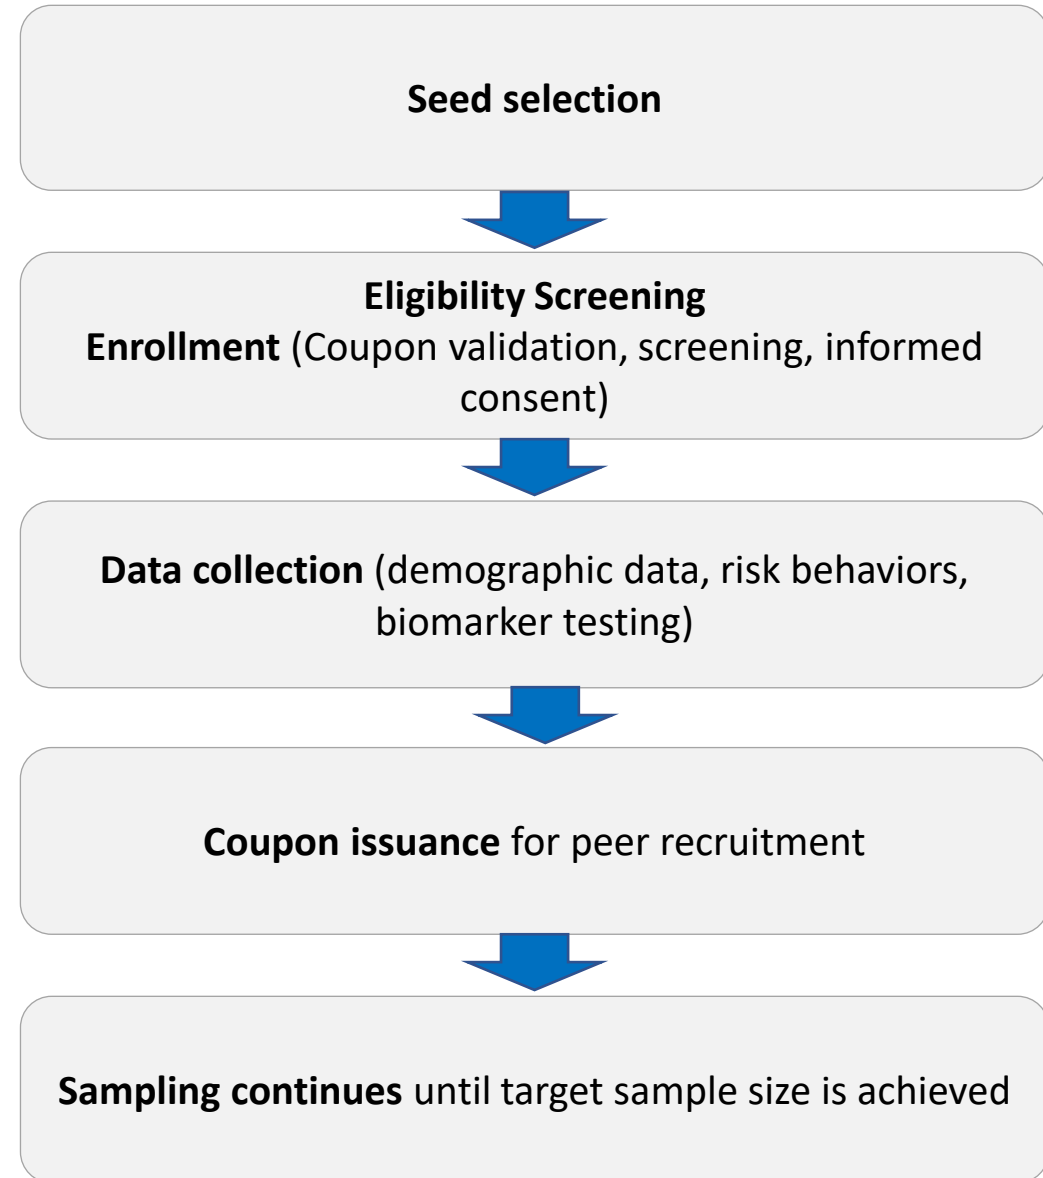 Seed selection
Eligibility Screening
Enrollment (Coupon validation, screening, informed
consent)
Data collection (demographic data, risk behaviors,
biomarker testing)
Coupon issuance for peer recruitment
Sampling continues until target sample size is achieved